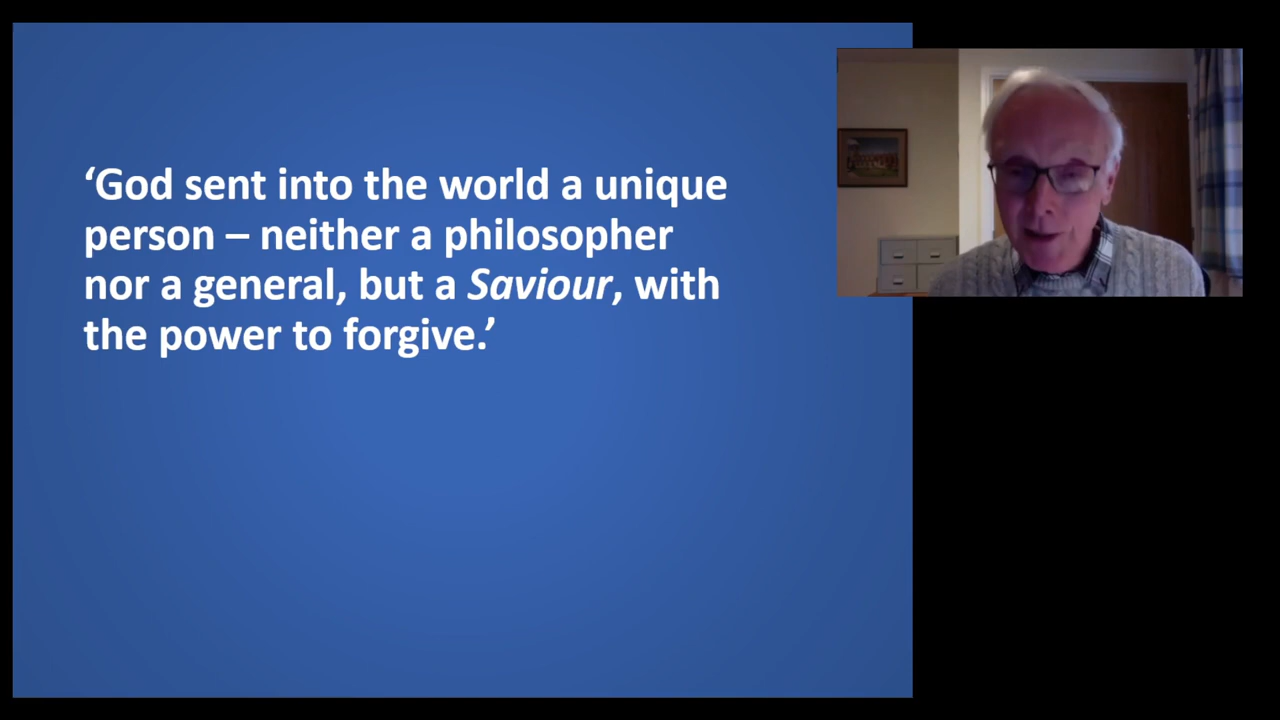 ‘God sent into the world a unique
person – neither a philosopher
nor a general, but a Saviour, with
the power to forgive.’